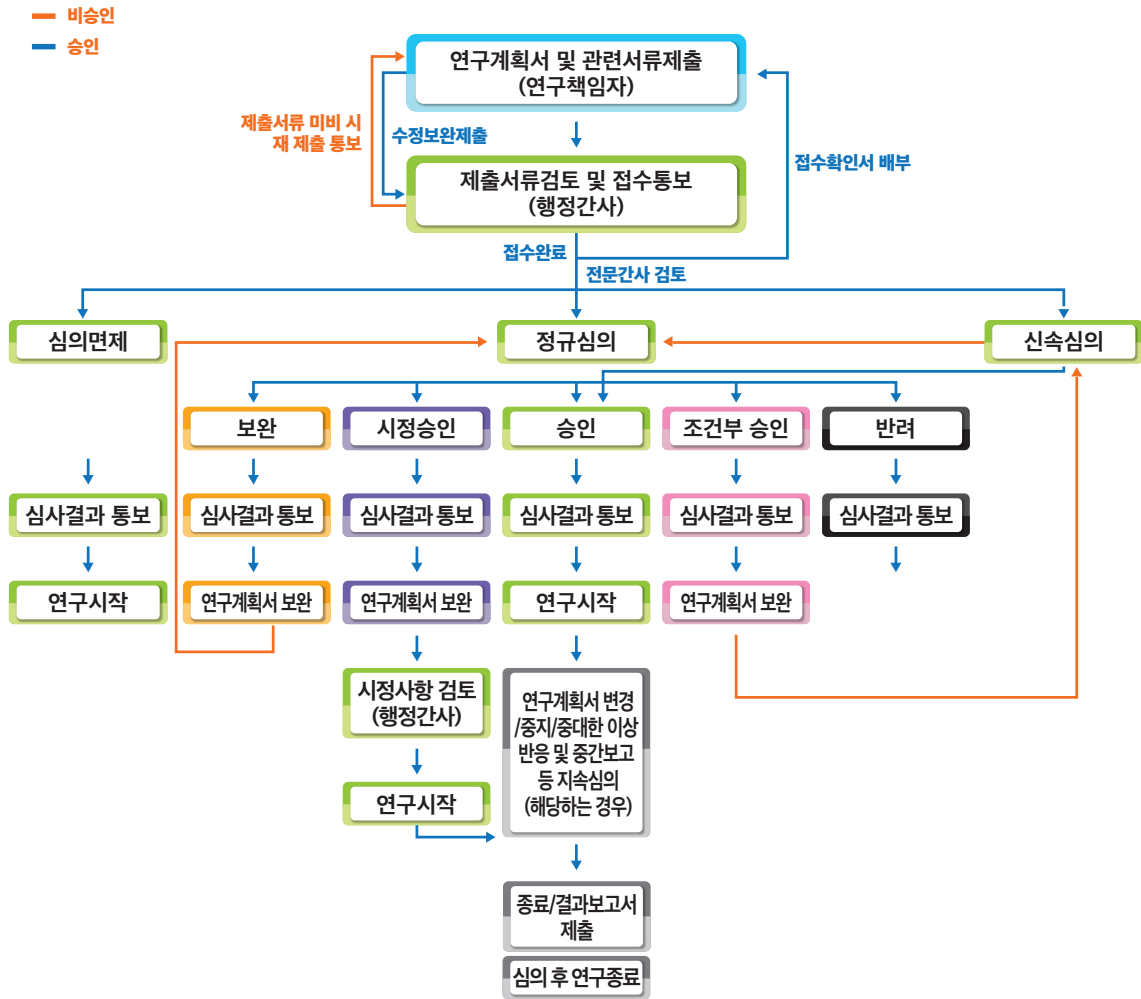 비승인
승인
연구계획서 및 관련서류제출
(연구책임자)
제출서류 미비 시
재 제출 통보
수정보완제출
접수확인서 배부
제출서류검토 및 접수통보
(행정간사)
접수완료
전문간사 검토
심의면제
정규심의
신속심의
보완
시정승인
승인
조건부 승인
반려
심사결과 통보
심사결과 통보
심사결과 통보
심사결과 통보
심사결과 통보
심사결과 통보
연구시작
연구계획서 보완
연구계획서 보완
연구시작
연구계획서 보완
시정사항 검토
(행정간사)
연구시작
연구계획서 변경
/중지/중대한 이상
반응 및 중간보고
등 지속심의
(해당하는 경우)
종료/결과보고서
제출
심의 후 연구종료